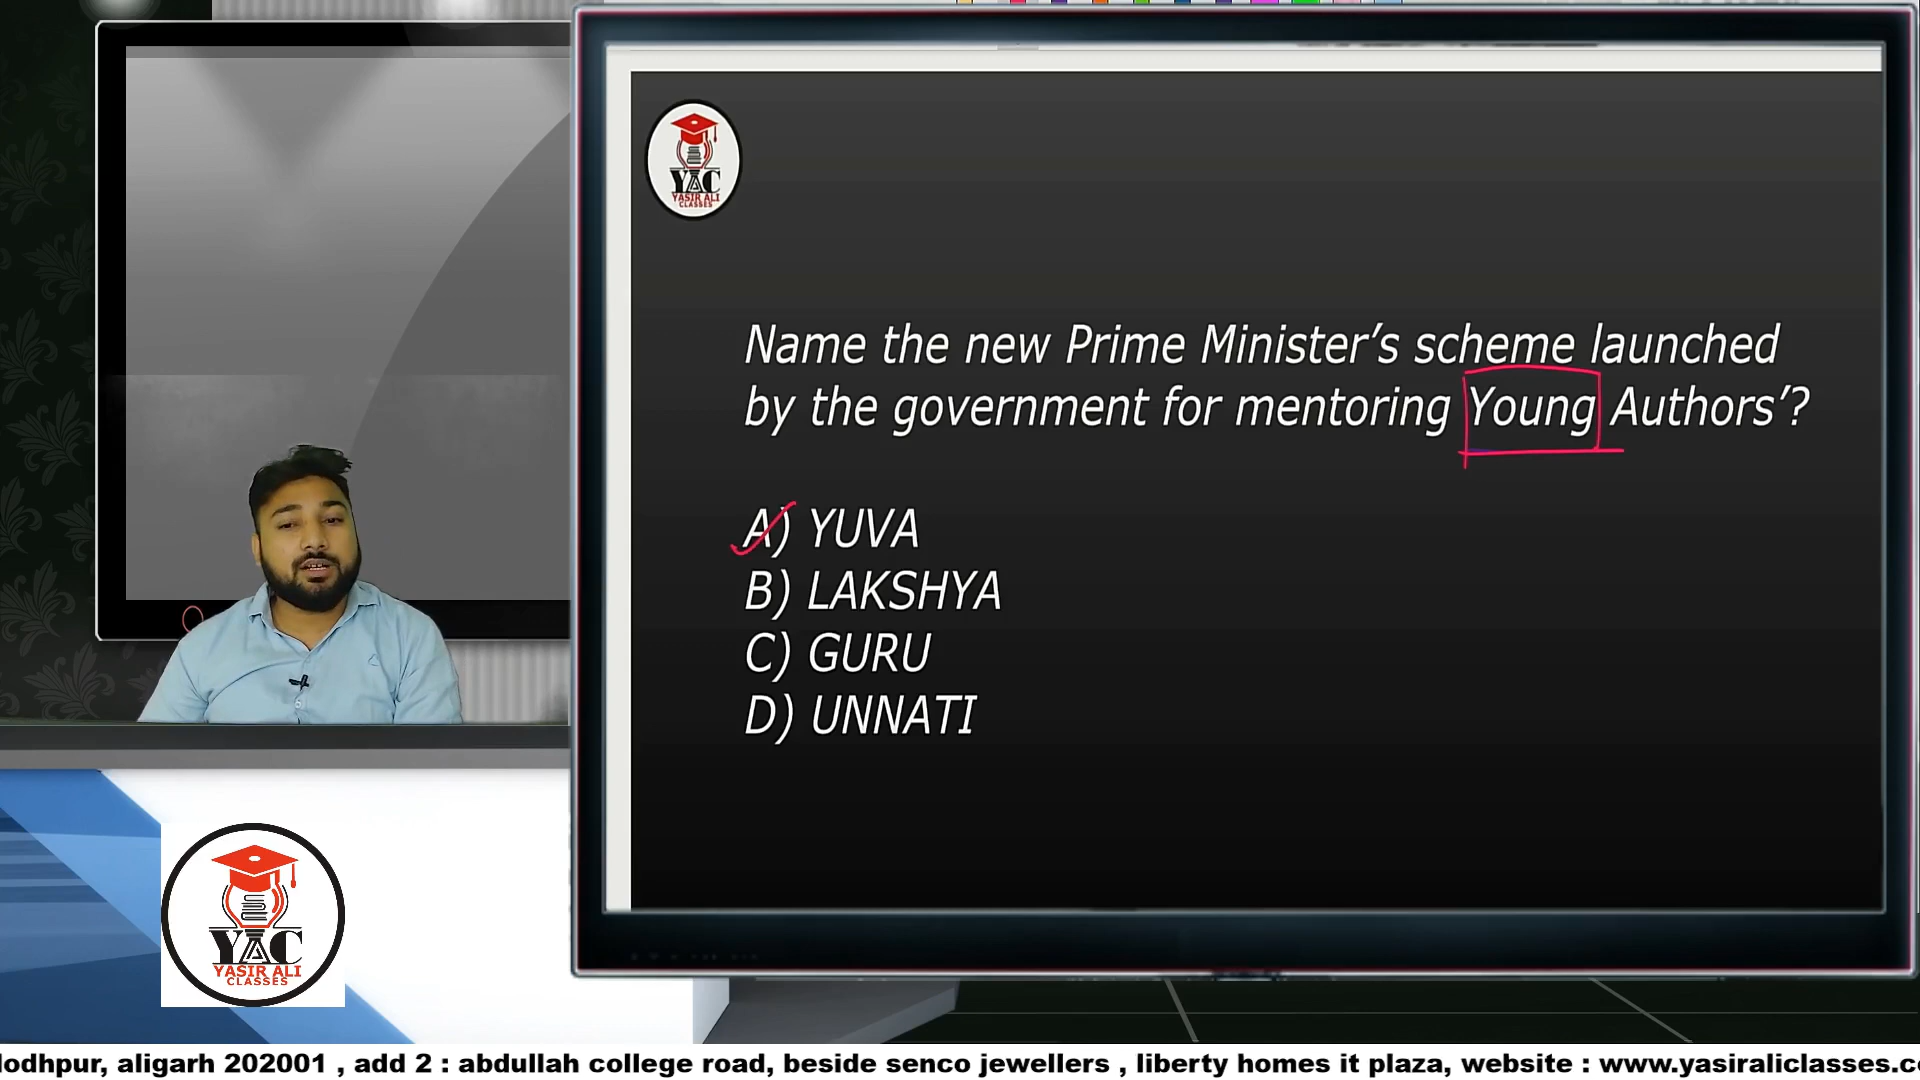 YAC
YASIR ALI
CLASSES
Name the new Prime Minister’s scheme launched
by the government for mentoring Young Authors’?
A) YUVA
B) LAKSHYA
C) GURU
D) UNNATI
YAC
YASIR ALI
CLASSES
lodhpur, aligarh 202001 , add 2 : abdullah college road, beside senco jewellers , liberty homes it plaza, website : www.yasiraliclasses.c